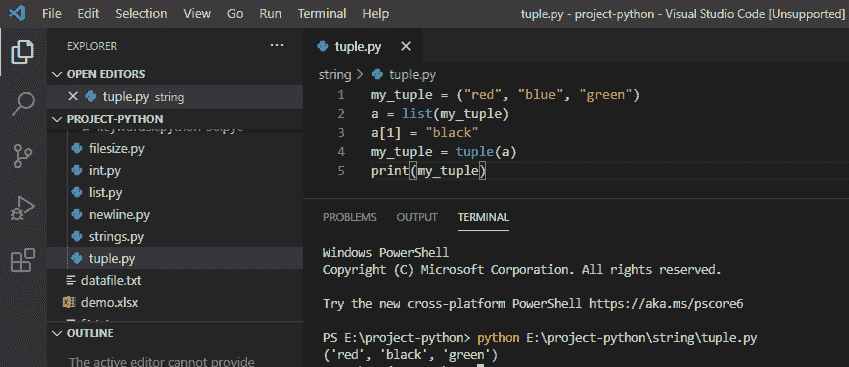 File Edit Selection View Go Run Terminal Help tuple.py - project-python - Visual Studio Code [Unsupported]
EXPLORER ...
OPEN EDITORS
tuple.py string
PROJECT-PYTHON
filesize.py
int.py
list.py
newline.py
strings.py
tuple.py
datafile.txt
demo.xlsx
OUTLINE
The active editor cannot provide
tuple.py
string > tuple.py
1 my_tuple = ("red", "blue", "green")
2 a = list(my_tuple)
3 a[1] = "black"
4 my_tuple = tuple(a)
5 print(my_tuple)
PROBLEMS OUTPUT TERMINAL
Windows PowerShell
Copyright (C) Microsoft Corporation. All rights reserved.
Try the new cross-platform PowerShell https://aka.ms/pscore6
PS E:\project-python> python E:\project-python\string\tuple.py
('red', 'black', 'green')